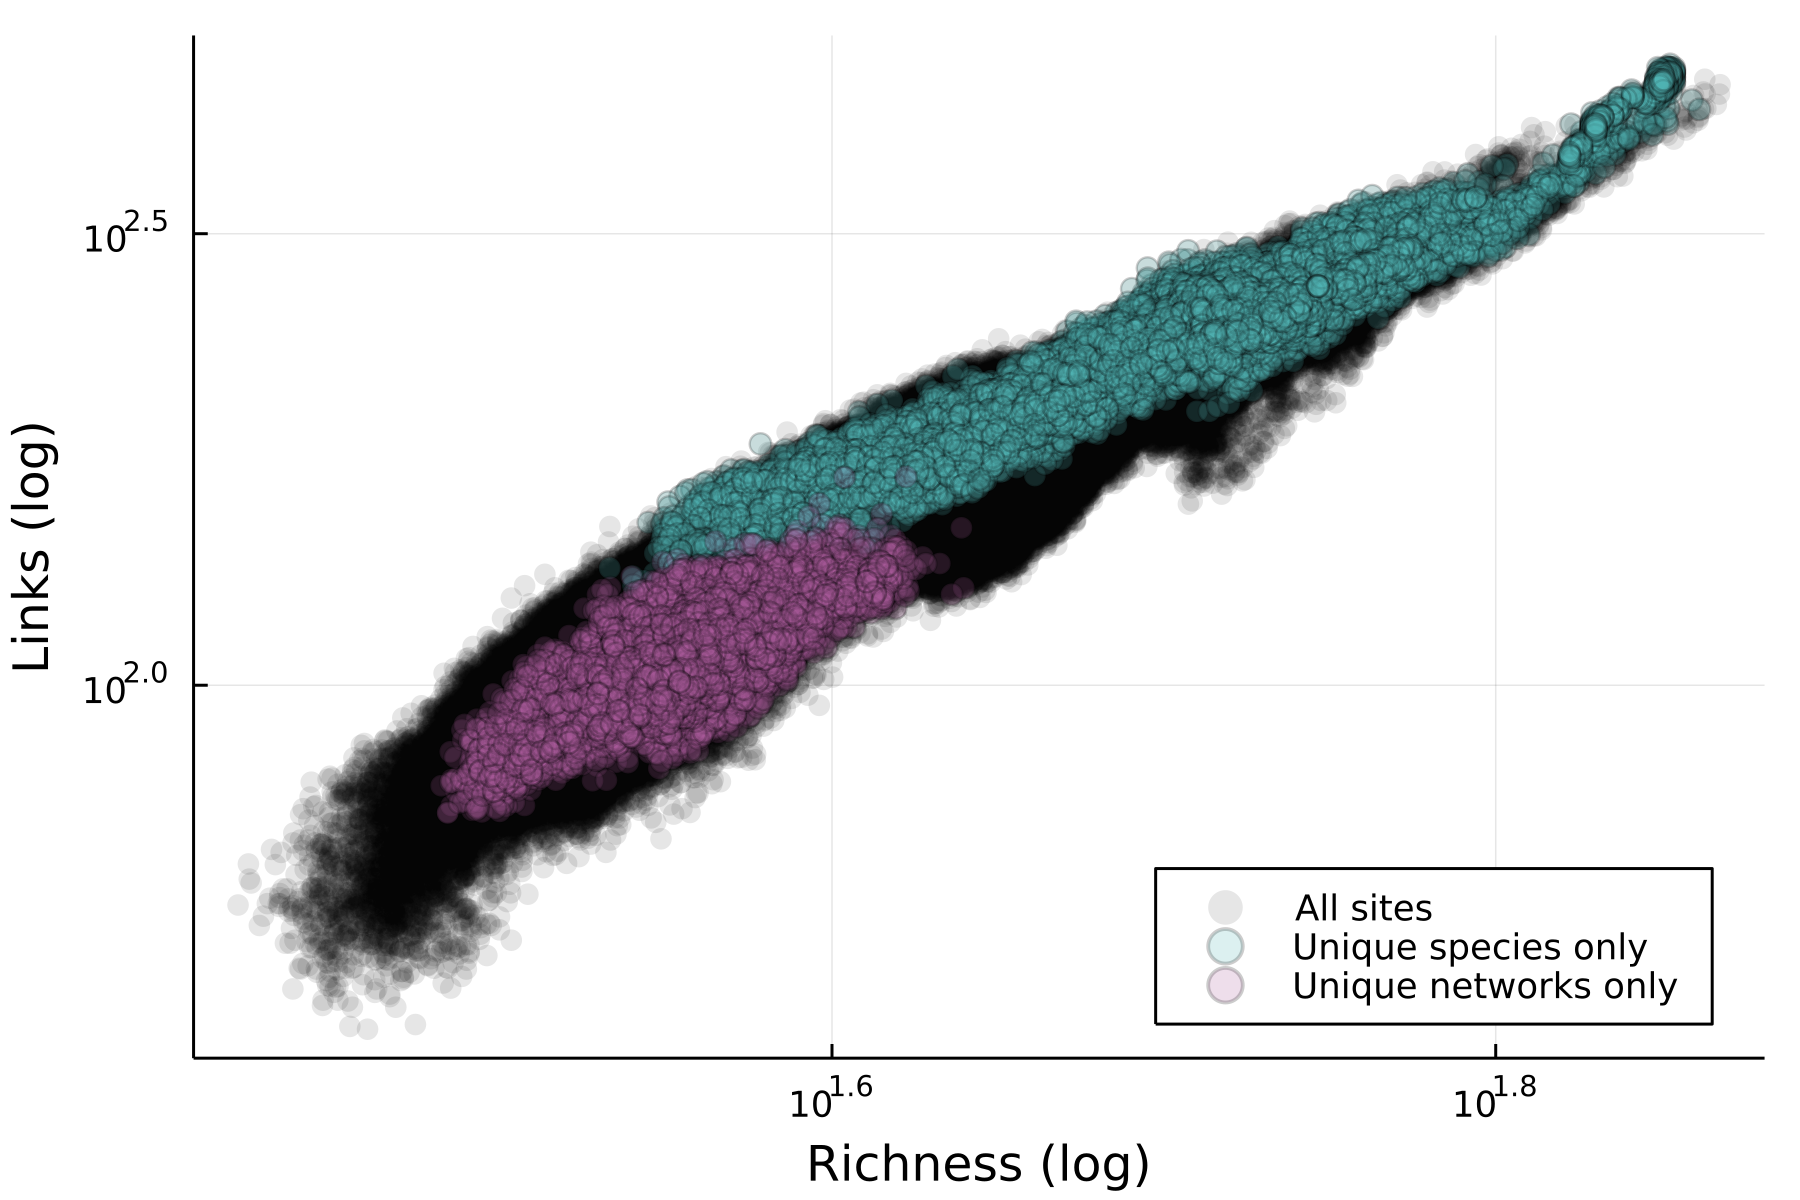 Links (log)
10^2.5
10^2.0
10^1.6
10^1.8
Richness (log)
All sites
Unique species only
Unique networks only